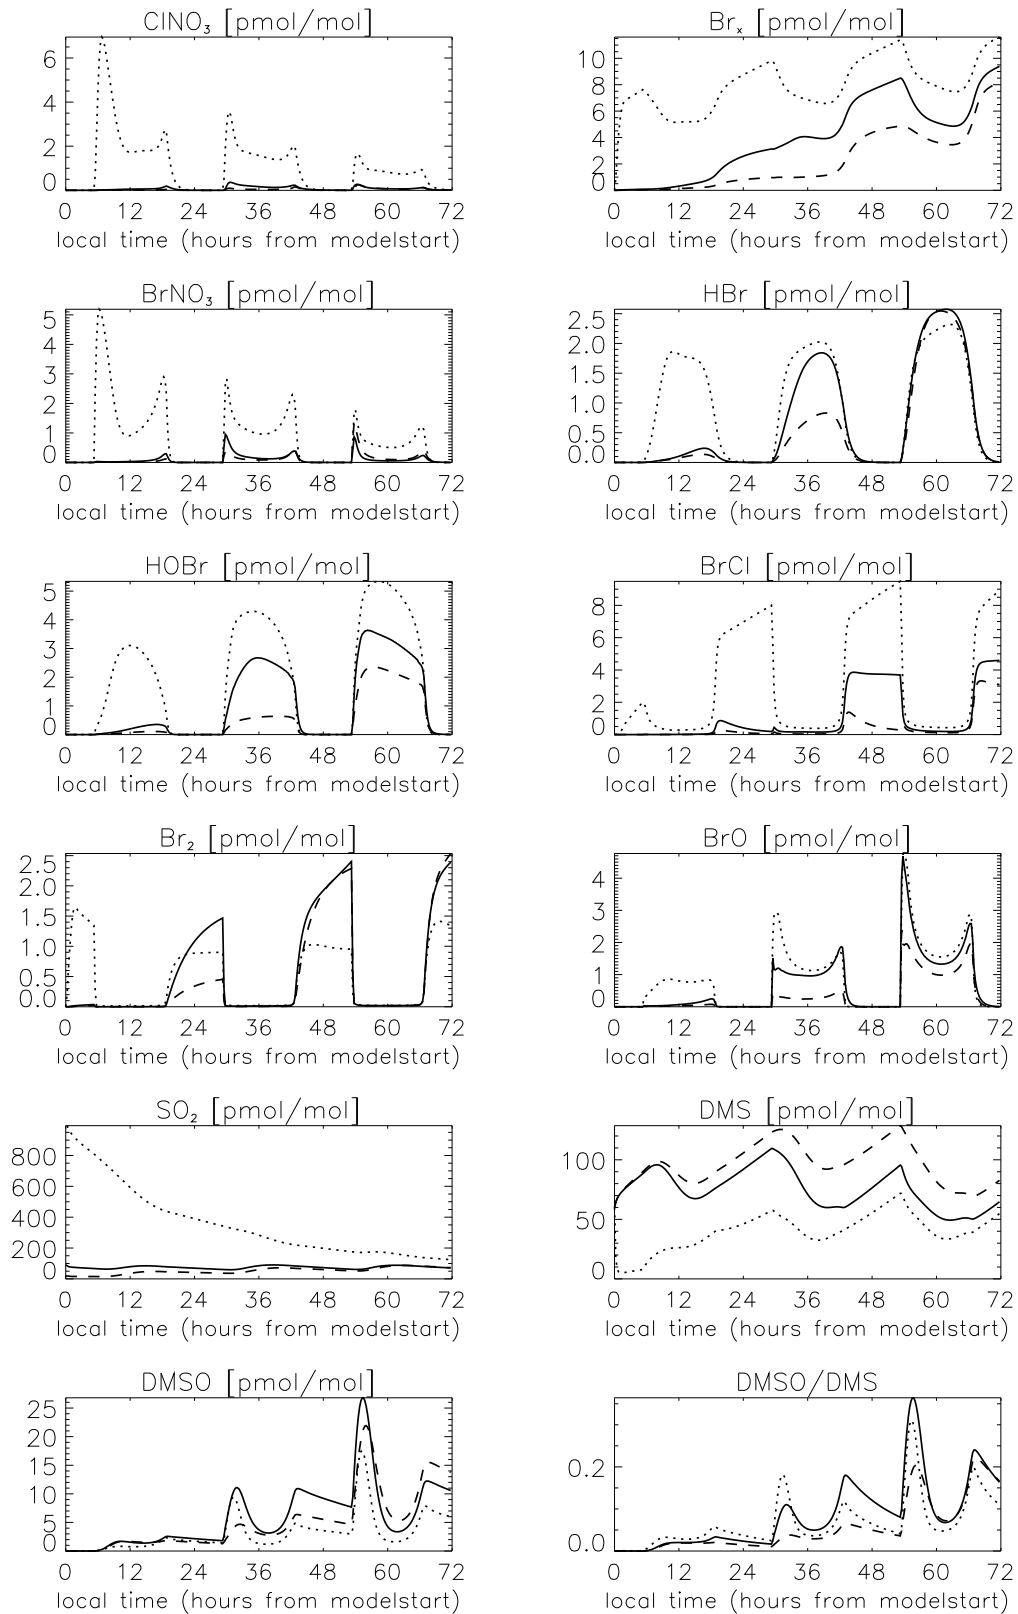 ClNO₃ [pmol/mol]
6
4
2
0
0 12 24 36 48 60 72
local time (hours from modelstart)
Brₓ [pmol/mol]
10
8
6
4
2
0
0 12 24 36 48 60 72
local time (hours from modelstart)
BrNO₃ [pmol/mol]
5
4
3
2
1
0
0 12 24 36 48 60 72
local time (hours from modelstart)
HBr [pmol/mol]
2.5
2.0
1.5
1.0
0.5
0.0
0 12 24 36 48 60 72
local time (hours from modelstart)
HOBr [pmol/mol]
5
4
3
2
1
0
0 12 24 36 48 60 72
local time (hours from modelstart)
BrCl [pmol/mol]
8
6
4
2
0
0 12 24 36 48 60 72
local time (hours from modelstart)
Br₂ [pmol/mol]
2.5
2.0
1.5
1.0
0.5
0.0
0 12 24 36 48 60 72
local time (hours from modelstart)
BrO [pmol/mol]
4
3
2
1
0
0 12 24 36 48 60 72
local time (hours from modelstart)
SO₂ [pmol/mol]
800
600
400
200
0
0 12 24 36 48 60 72
local time (hours from modelstart)
DMS [pmol/mol]
100
50
0
0 12 24 36 48 60 72
local time (hours from modelstart)
DMSO [pmol/mol]
25
20
15
10
5
0
0 12 24 36 48 60 72
local time (hours from modelstart)
DMSO/DMS
0.2
0.0
0 12 24 36 48 60 72
local time (hours from modelstart)